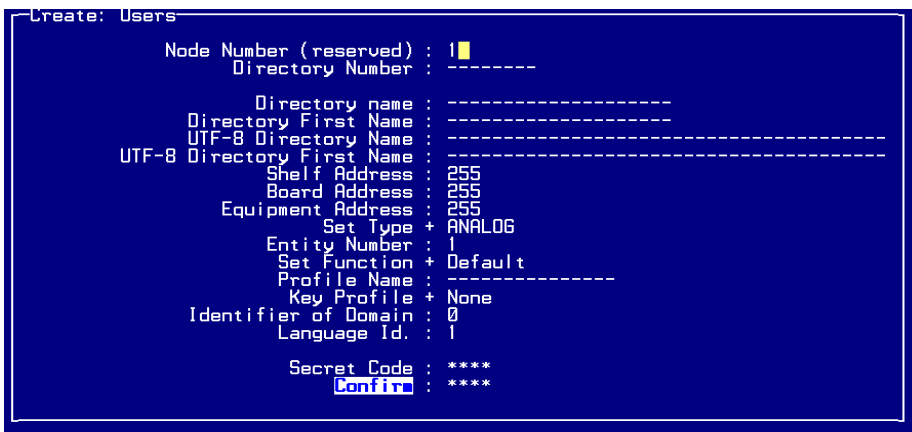 Create: Users
Node Number (reserved) : 1
Directory Number : --------
Directory name : --------------------
Directory First Name : --------------------
UTF-8 Directory Name : ---------------------------------------
UTF-8 Directory First Name : ---------------------------------------
Shelf Address : 255
Board Address : 255
Equipment Address : 255
Set Type + ANALOG
Entity Number : 1
Set Function + Default
Profile Name : ---------------
Key Profile + None
Identifier of Domain : 0
Language Id. : 1
Secret Code : ****
Confirm : ****